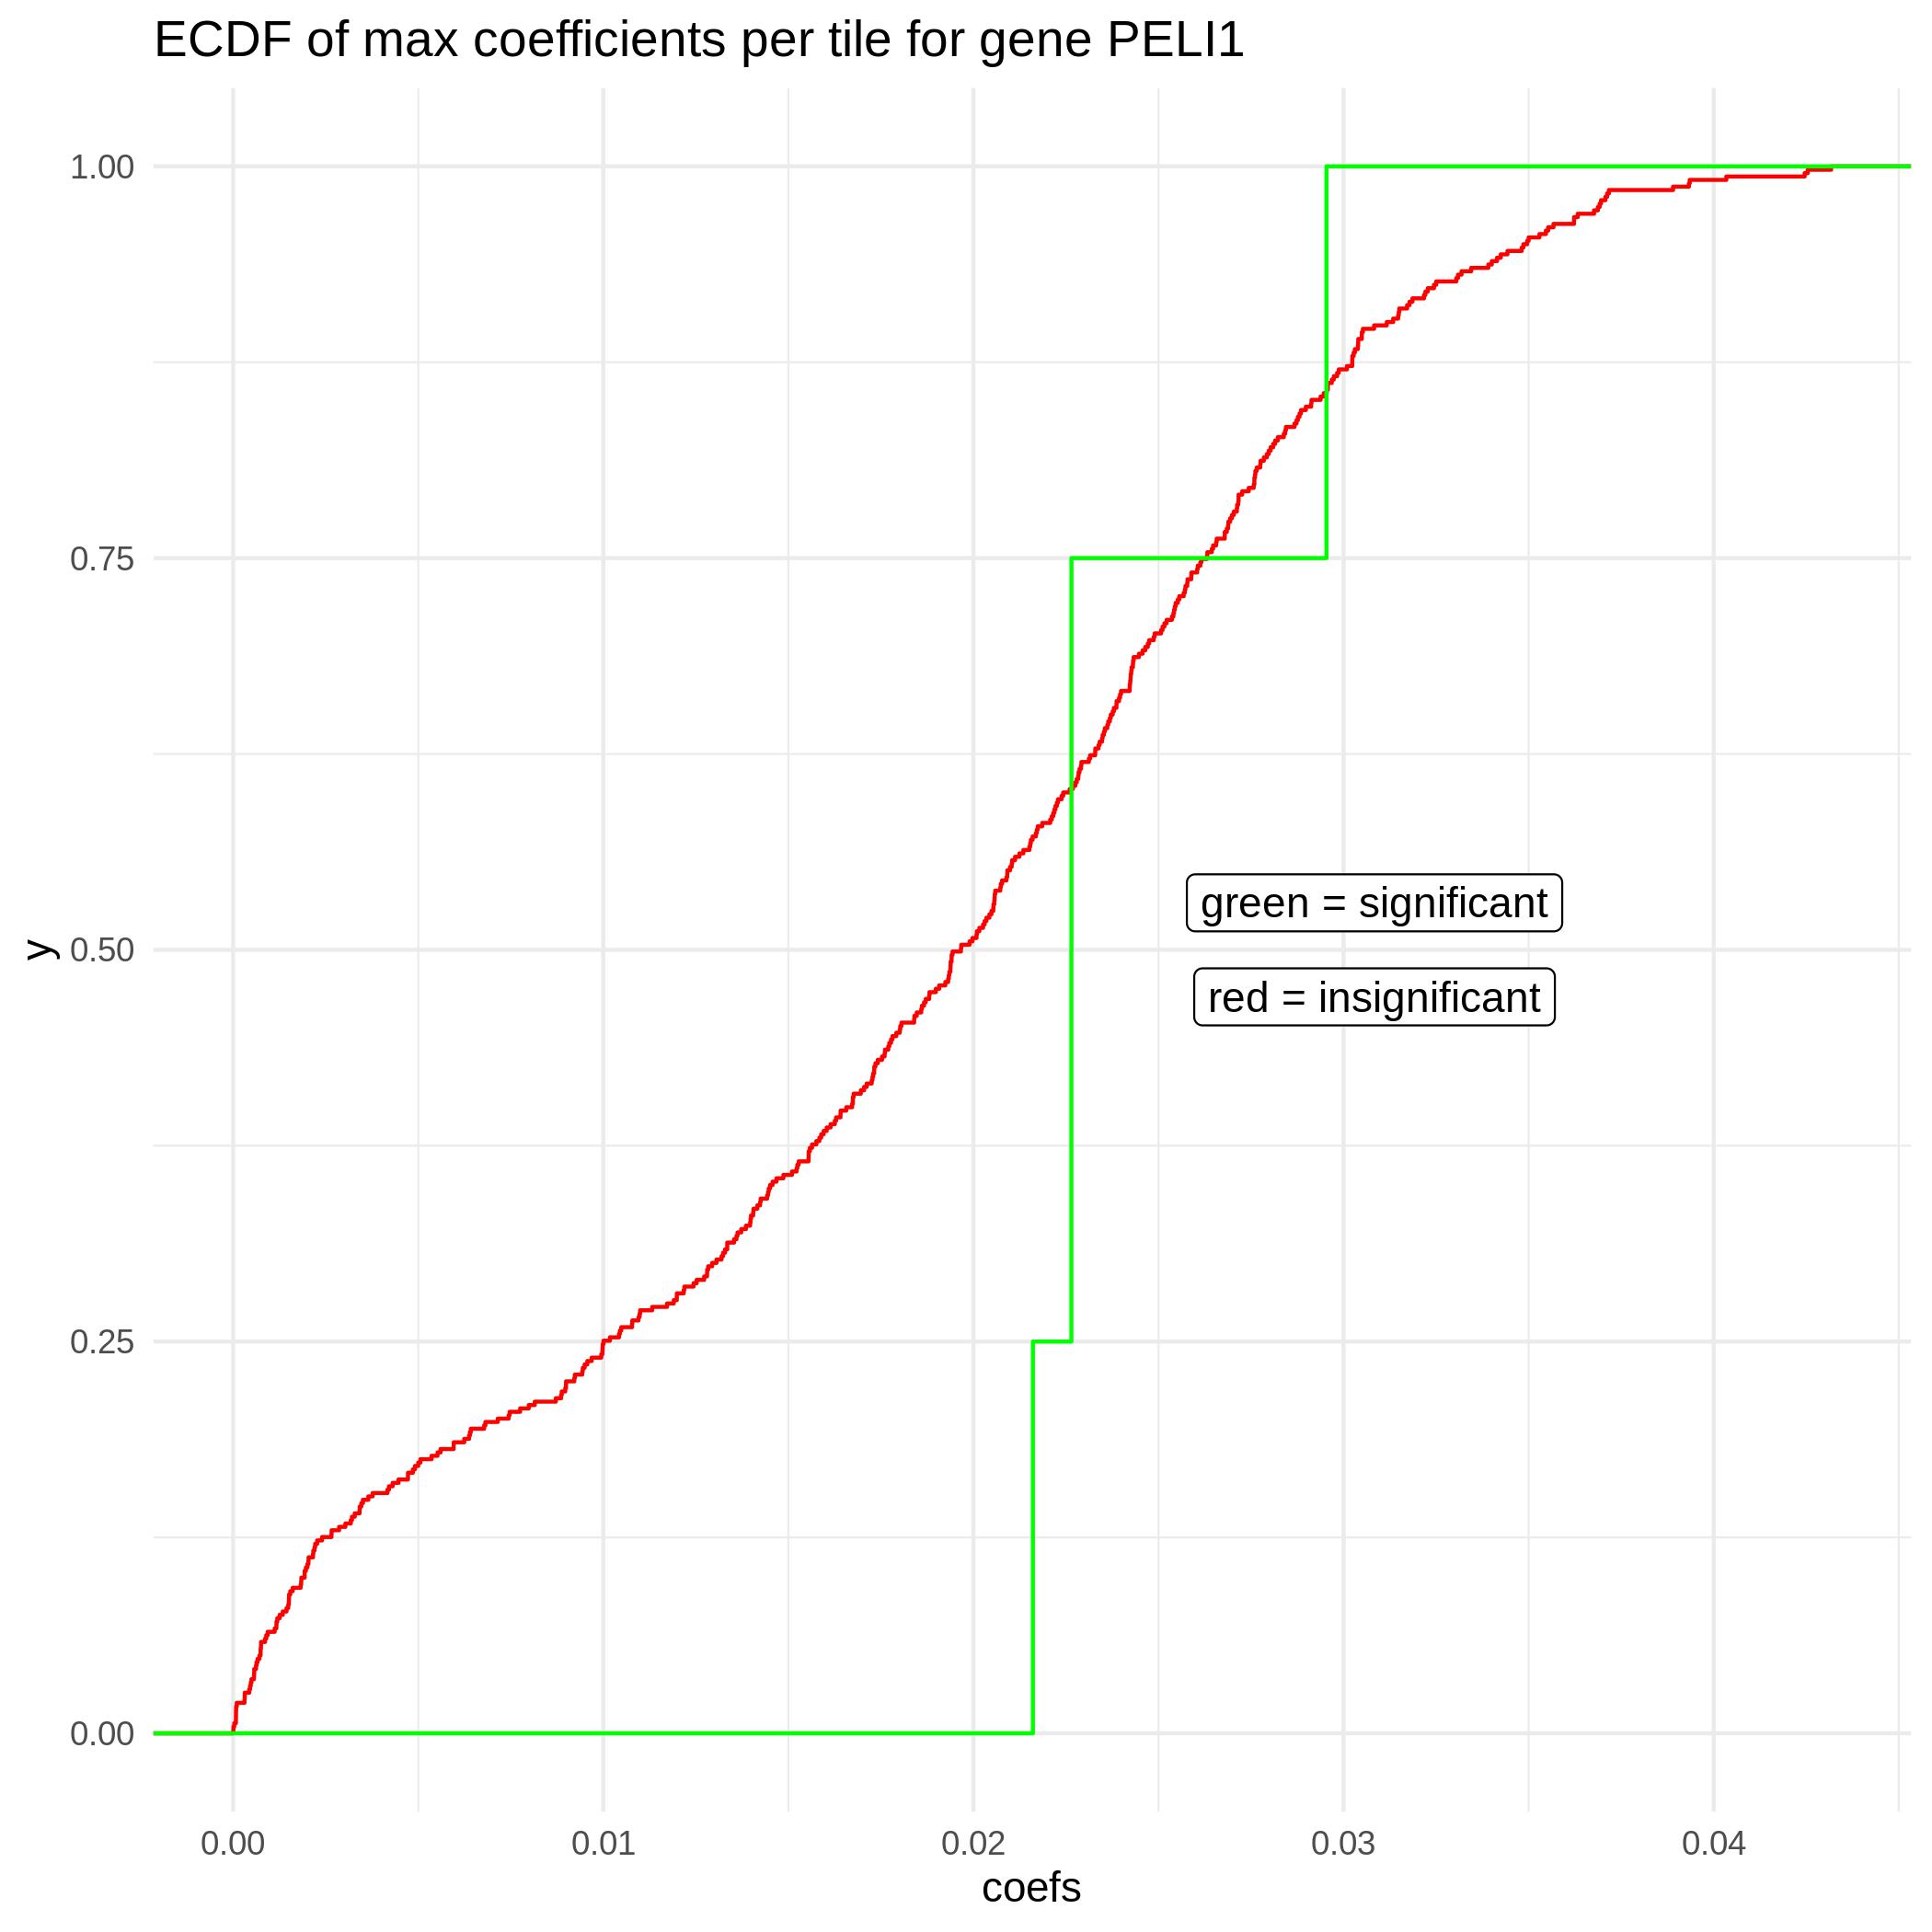 ECDF of max coefficients per tile for gene PELI1
1.00
0.75
0.50
0.25
0.00
y
green = significant
red = insignificant
0.00 0.01 0.02 0.03 0.04
coefs